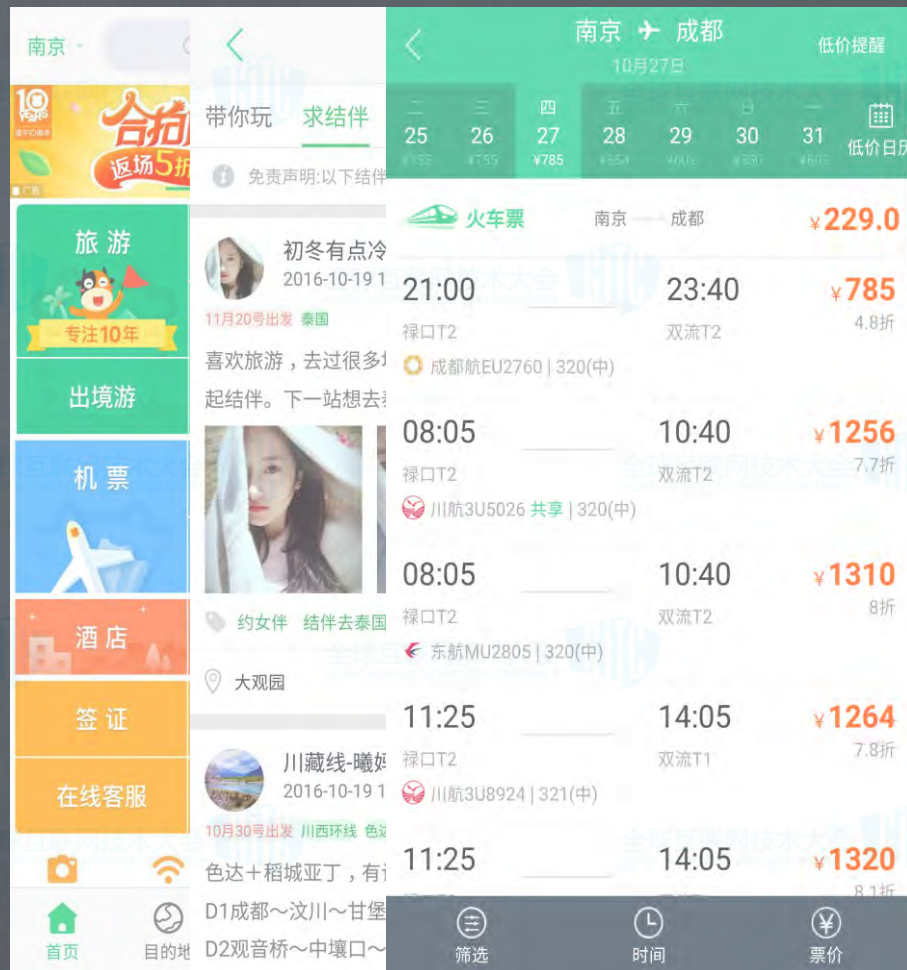 南京
10 YEARS
合拍
返场5折
广告
旅 游
专注10年
出境游
机 票
酒 店
签 证
在线客服
首页
目的地
带你玩 求结伴
免责声明:以下结伴
初冬有点冷
2016-10-19 1
11月20号出发 泰国
喜欢旅游，去过很多
起结伴。下一站想去
约女伴 结伴去泰国
大观园
川藏线-曦妈
2016-10-19 1
10月30号出发 川西环线 色达
色达＋稻城亚丁，有
D1成都～汶川～甘堡
D2观音桥～中壤口～
南京 成都
低价提醒
10月27日
二 三 四 五 六 日 一
25 26 27 28 29 30 31
¥785
低价日历
火车票 南京 成都 ¥229.0
21:00 23:40 ¥785
禄口T2 双流T2 4.8折
成都航EU2760 | 320(中)
08:05 10:40 ¥1256
禄口T2 双流T2 7.7折
川航3U5026 共享 | 320(中)
08:05 10:40 ¥1310
禄口T2 双流T2 8折
东航MU2805 | 320(中)
11:25 14:05 ¥1264
禄口T2 双流T1 7.8折
川航3U8924 | 321(中)
11:25 14:05 ¥1320
8.1折
筛选 时间 票价
全球互联网技术大会